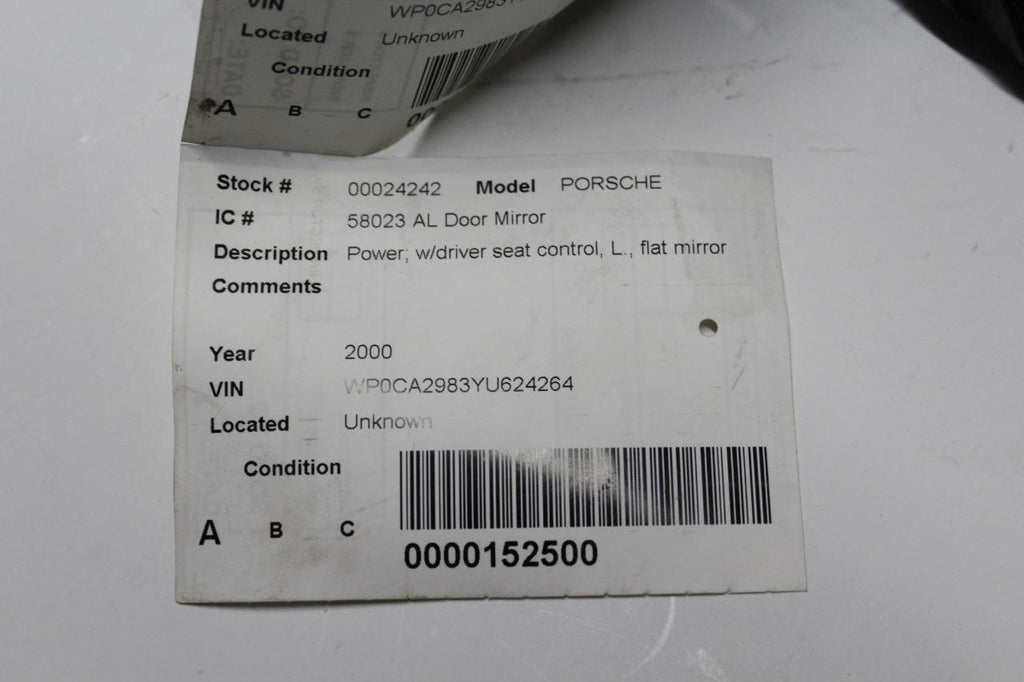 VIN WP0CA2983
Located Unknown
Condition
A B C
Stock # 00024242 Model PORSCHE
IC # 58023 AL Door Mirror
Description Power; w/driver seat control, L., flat mirror
Comments
Year 2000
VIN WP0CA2983YU624264
Located Unknown
Condition
A B C
0000152500